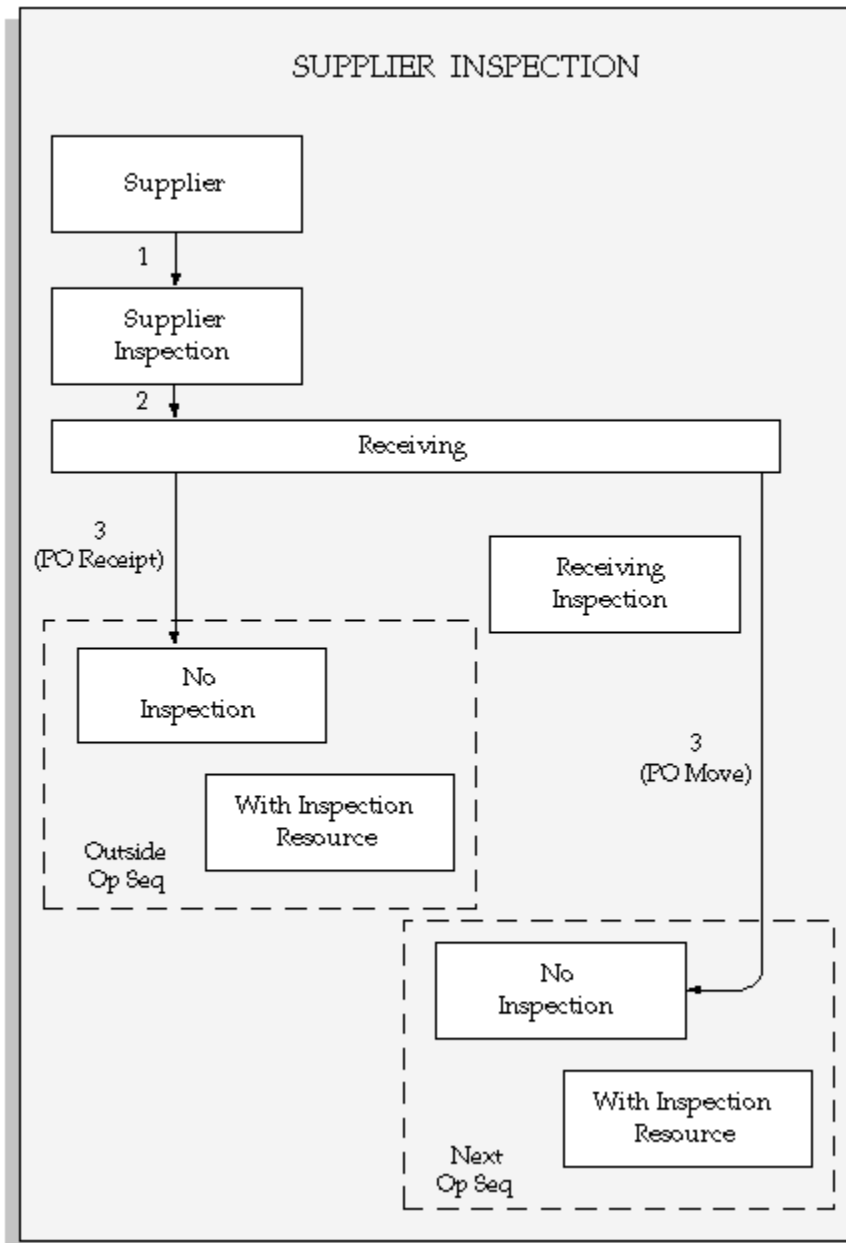 SUPPLIER INSPECTION
Supplier
1
Supplier
Inspection
2
Receiving
3
(PO Receipt)
Receiving
Inspection
No
Inspection
3
(PO Move)
With Inspection
Resource
Outside
Op Seq
No
Inspection
With Inspection
Resource
Next
Op Seq